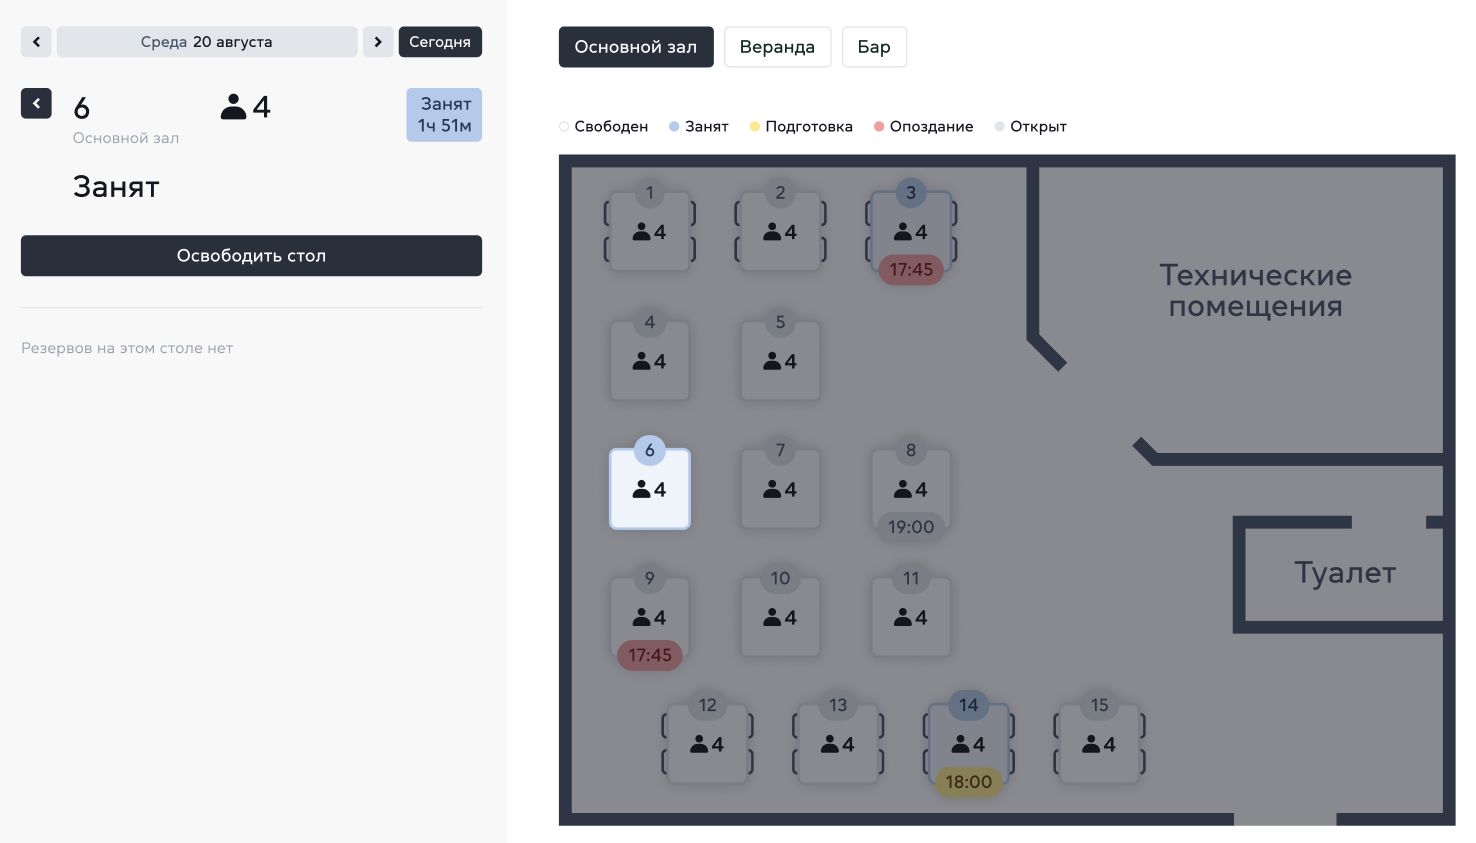 Среда 20 августа
Сегодня
6
4
Занят
1ч 51м
Основной зал
Занят
Освободить стол
Резервов на этом столе нет
Основной зал
Веранда
Бар
Свободен
Занят
Подготовка
Опоздание
Открыт
1
4
2
4
3
4
17:45
Технические
помещения
4
4
5
4
6
4
7
4
8
4
19:00
Туалет
9
4
17:45
10
4
11
4
12
4
13
4
14
4
18:00
15
4